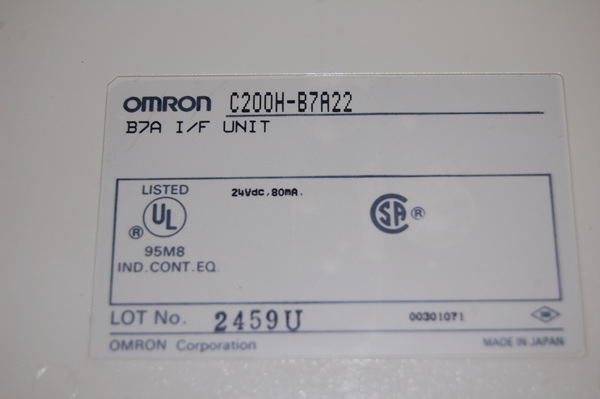 OMRON C200H-B7A22
B7A I/F UNIT
LISTED
UL ®
95M8
IND.CONT.EQ.
24Vdc, 80mA.
SA ®
LOT No. 2459U
00301071
OMRON Corporation
MADE IN JAPAN